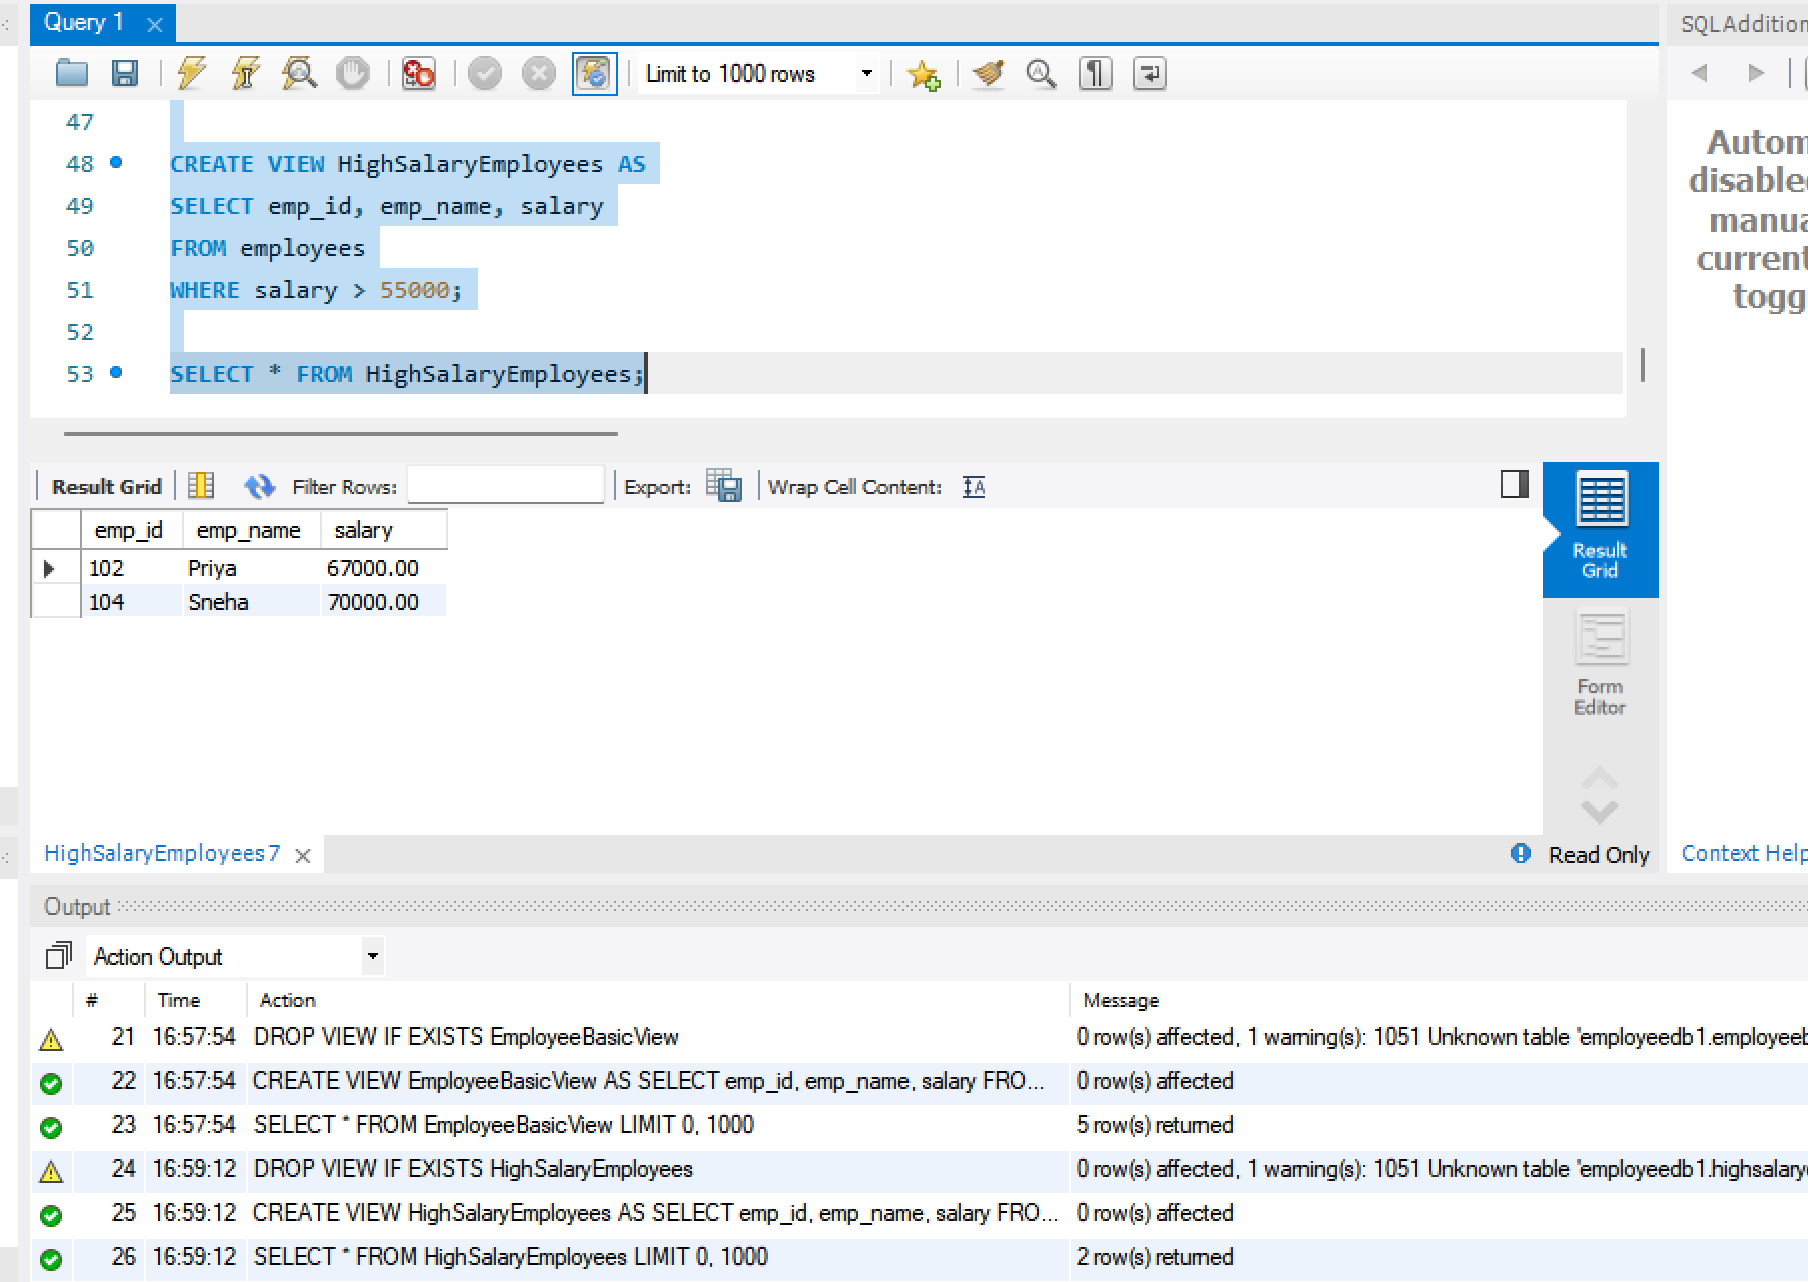 Query 1
SQLAddition
Limit to 1000 rows
47
48 CREATE VIEW HighSalaryEmployees AS
49 SELECT emp_id, emp_name, salary
50 FROM employees
51 WHERE salary > 55000;
52
53 SELECT * FROM HighSalaryEmployees;
Autom
disabled
manua
current
togg
Result Grid Filter Rows: Export: Wrap Cell Content:
emp_id emp_name salary
102 Priya 67000.00
104 Sneha 70000.00
Result
Grid
Form
Editor
HighSalaryEmployees 7
Read Only
Context Help
Output
Action Output
# Time Action Message
21 16:57:54 DROP VIEW IF EXISTS EmployeeBasicView 0 row(s) affected, 1 warning(s): 1051 Unknown table 'employeedb1.employeeb
22 16:57:54 CREATE VIEW EmployeeBasicView AS SELECT emp_id, emp_name, salary FRO... 0 row(s) affected
23 16:57:54 SELECT * FROM EmployeeBasicView LIMIT 0, 1000 5 row(s) returned
24 16:59:12 DROP VIEW IF EXISTS HighSalaryEmployees 0 row(s) affected, 1 warning(s): 1051 Unknown table 'employeedb1.highsalary
25 16:59:12 CREATE VIEW HighSalaryEmployees AS SELECT emp_id, emp_name, salary FRO... 0 row(s) affected
26 16:59:12 SELECT * FROM HighSalaryEmployees LIMIT 0, 1000 2 row(s) returned